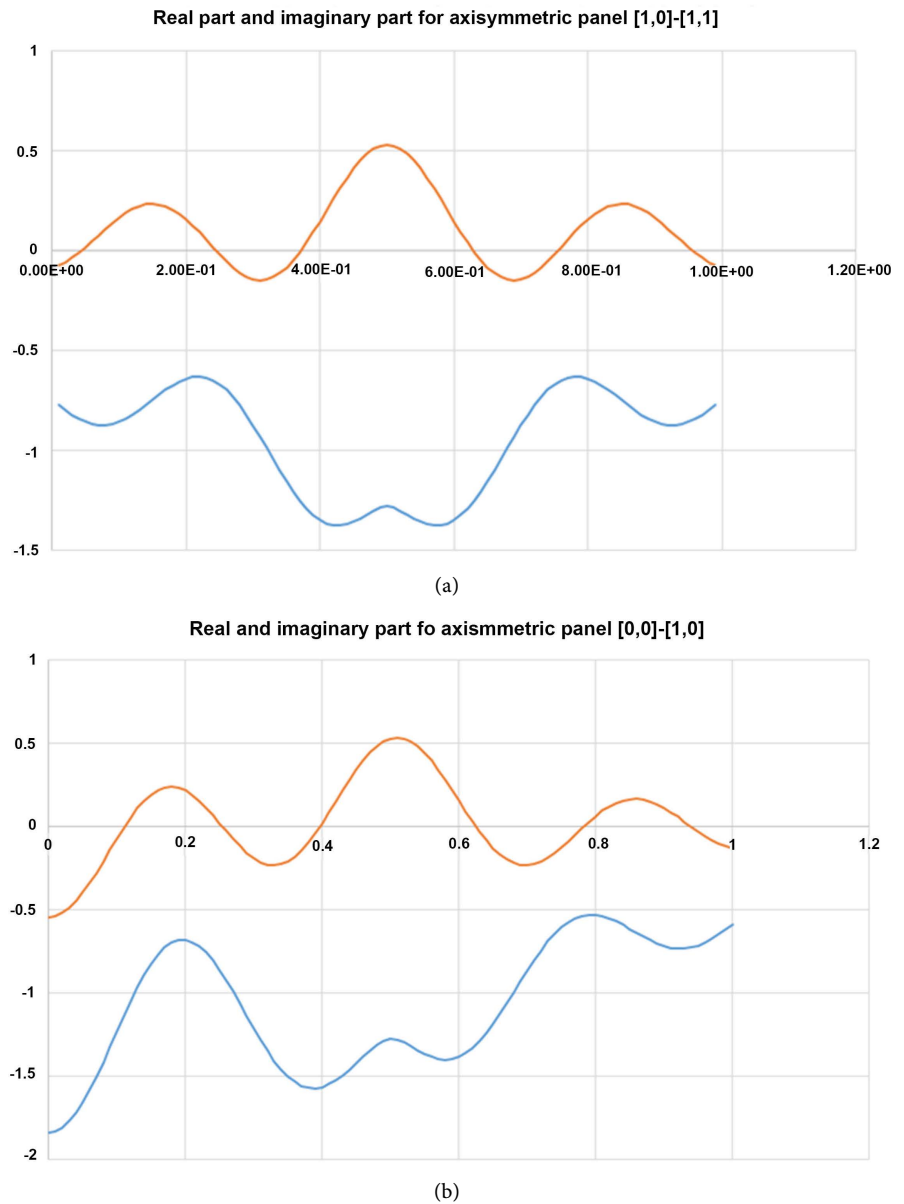 Real part and imaginary part for axisymmetric panel [1,0]-[1,1]
1
0.5
0
0.00E+00 2.00E-01 4.00E-01 6.00E-01 8.00E-01 1.00E+00 1.20E+00
-0.5
-1
-1.5
(a)
Real and imaginary part fo axismmetric panel [0,0]-[1,0]
1
0.5
0
0 0.2 0.4 0.6 0.8 1 1.2
-0.5
-1
-1.5
-2
(b)